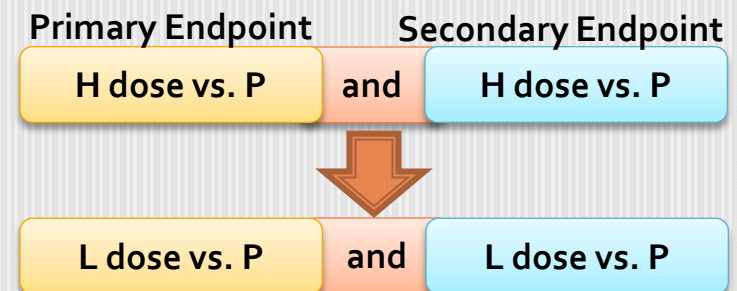 Primary Endpoint Secondary Endpoint
H dose vs. P and H dose vs. P
L dose vs. P and L dose vs. P